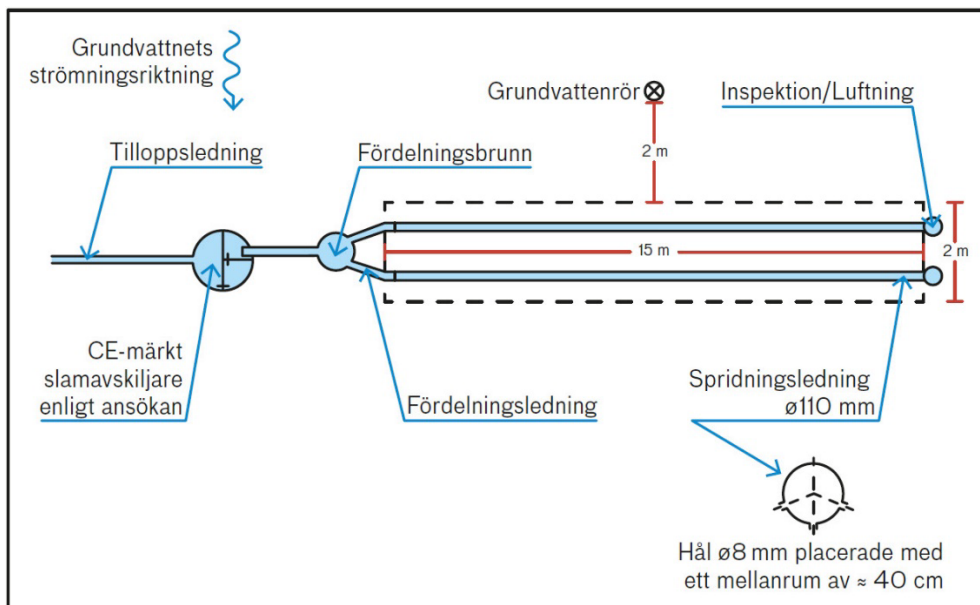 Grundvattnets
strömningsriktning
Grundvattenrör
Inspektion/Luftning
Tilloppsledning
Fördelningsbrunn
2 m
15 m
2 m
CE-märkt
slamavskiljare
enligt ansökan
Fördelningsledning
Spridningsledning
ø110 mm
Hål ø8 mm placerade med
ett mellanrum av ≈ 40 cm